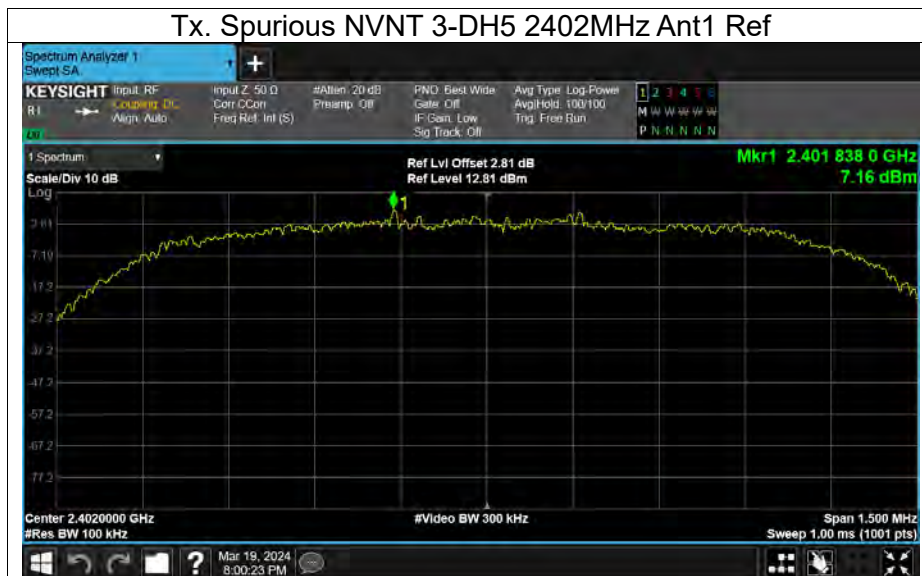 Tx. Spurious NVNT 3-DH5 2402MHz Ant1 Ref
Spectrum Analyzer 1
Swept SA
+
KEYSIGHT Input: RF Input Z: 50 Ω #Atten: 20 dB PNO: Best Wide Avg Type: Log-Power 1 2 3 4 5 6
Coupling: DC Corr CCorr Preamp: Off Gate: Off Avg|Hold: 100/100 M W W W W W
Align: Auto Freq Ref: Int (S) IF Gain: Low Trig: Free Run
Sig Track: Off P N N N N N
1 Spectrum Ref Lvl Offset 2.81 dB Mkr1 2.401 838 0 GHz
Scale/Div 10 dB Ref Level 12.81 dBm 7.16 dBm
Log
1
2.81
-7.19
-17.2
-27.2
-37.2
-47.2
-57.2
-67.2
-77.2
Center 2.4020000 GHz #Video BW 300 kHz Span 1.500 MHz
#Res BW 100 kHz Sweep 1.00 ms (1001 pts)
? Mar 19, 2024
8:00:23 PM